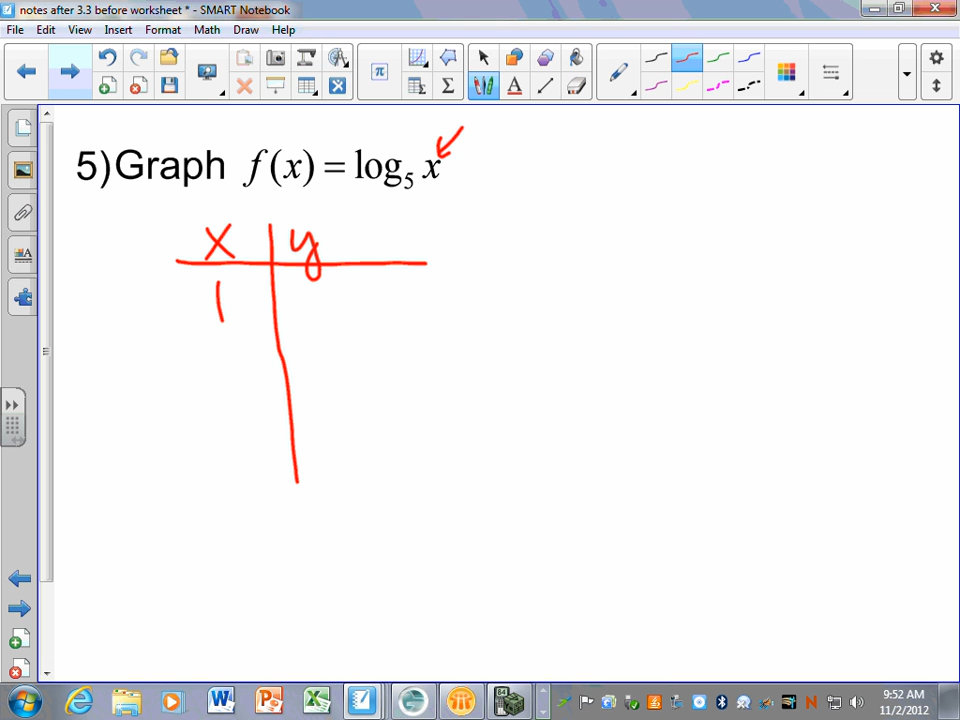 notes after 3.3 before worksheet * - SMART Notebook
File Edit View Insert Format Math Draw Help
5) Graph f(x) = log₅ x
x y
1
9:52 AM
11/2/2012